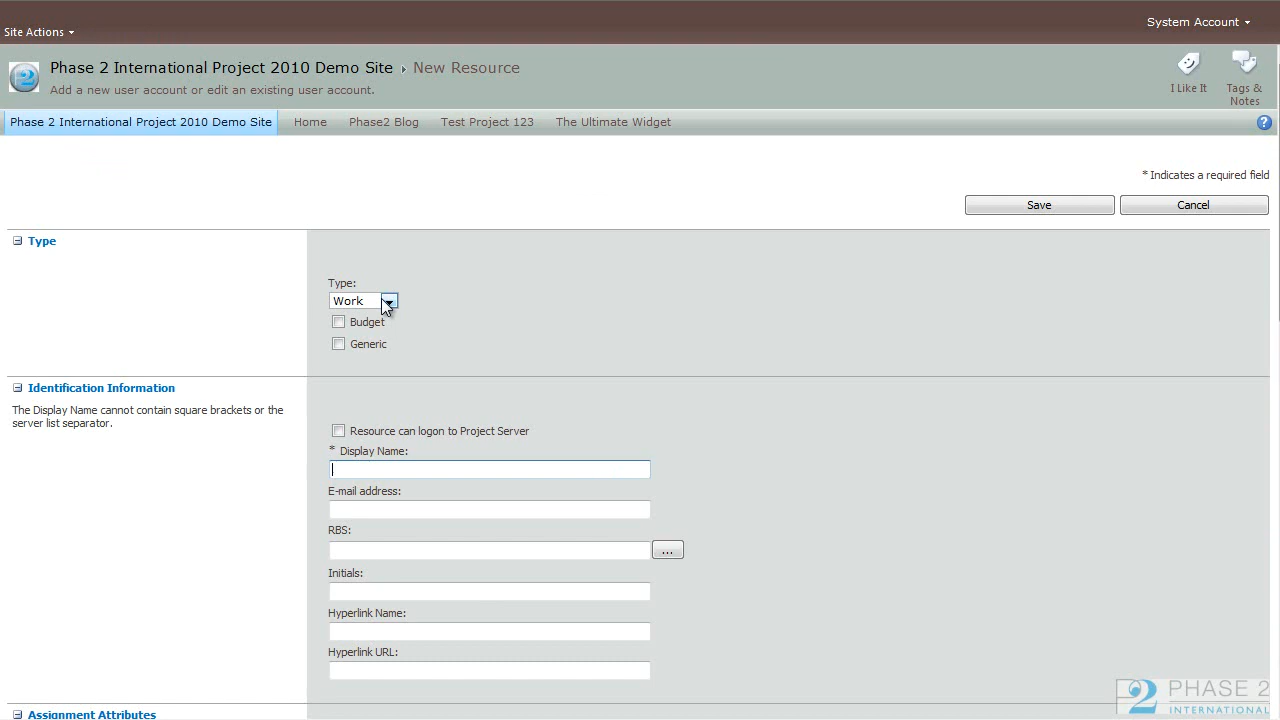 System Account
Site Actions
Phase 2 International Project 2010 Demo Site New Resource
Add a new user account or edit an existing user account.
I Like It
Tags & Notes
Phase 2 International Project 2010 Demo Site Home Phase2 Blog Test Project 123 The Ultimate Widget
?
* Indicates a required field
Save Cancel
Type
Type:
Work
Budget
Generic
Identification Information
The Display Name cannot contain square brackets or the
server list separator.
Resource can logon to Project Server
* Display Name:
E-mail address:
RBS:
...
Initials:
Hyperlink Name:
Hyperlink URL:
Assignment Attributes
2 PHASE 2
INTERNATIONAL